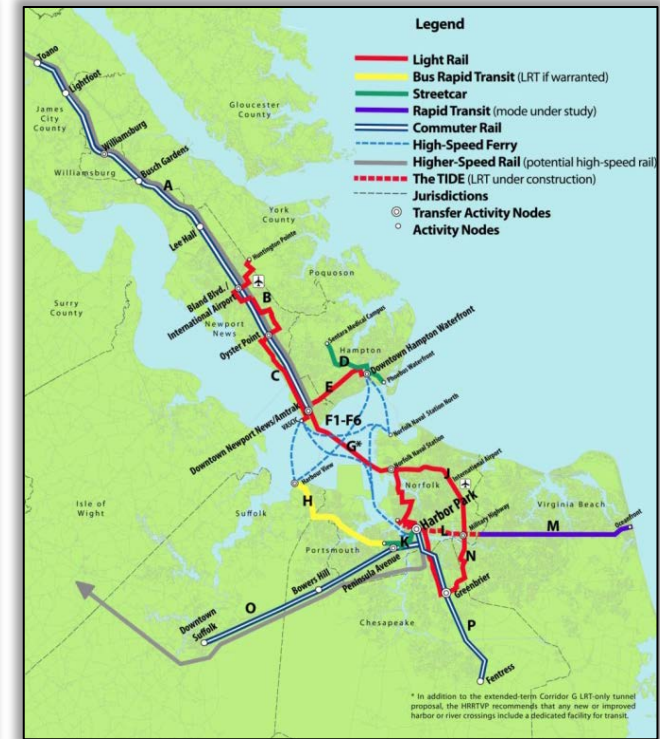 Legend
Light Rail
Bus Rapid Transit (LRT if warranted)
Streetcar
Rapid Transit (mode under study)
Commuter Rail
High-Speed Ferry
Higher-Speed Rail (potential high-speed rail)
The TIDE (LRT under construction)
Jurisdictions
Transfer Activity Nodes
Activity Nodes
Toano
Lightfoot
James
City
County
Gloucester
County
Williamsburg
Williamsburg
Busch Gardens
A
York
County
Lee Hall
Huntington Pointe
Poquoson
Surry
County
Bland Blvd./
International Airport
B
Newport
News
Oyster Point
Sentara Medical Campus
Hampton
Downtown Hampton Waterfront
D
Phoebus Waterfront
C
E
Downtown Newport News/Amtrak
F1-F6
Norfolk Naval Station North
G*
Norfolk Naval Station
J
International Airport
Harbour View
Norfolk
H
Isle of
Wight
Suffolk
Harbor Park
Virginia Beach
Military Highway
L
M
Oceanfront
Portsmouth
K
Peninsula Avenue
N
Bowers Hill
Greenbrier
O
Downtown
Suffolk
Chesapeake
P
Fentress
* In addition to the extended-term Corridor G LRT-only tunnel
proposal, the HRRTVP recommends that any new or improved
harbor or river crossings include a dedicated facility for transit.